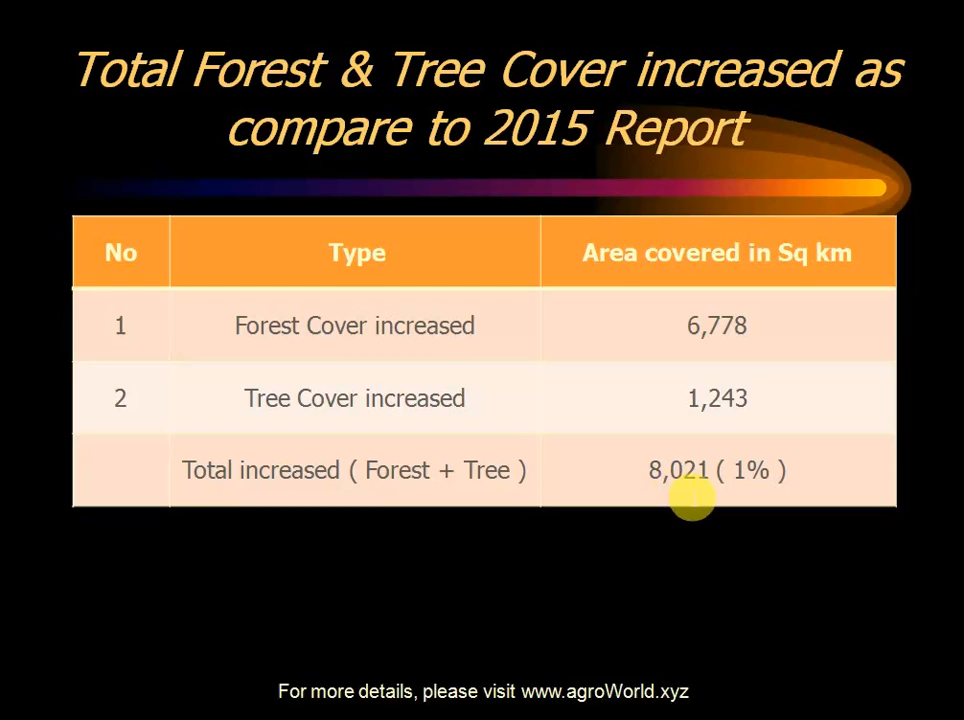 Total Forest & Tree Cover increased as
compare to 2015 Report
No Type Area covered in Sq km
1 Forest Cover increased 6,778
2 Tree Cover increased 1,243
Total increased ( Forest + Tree ) 8,021 ( 1% )
For more details, please visit www.agroWorld.xyz